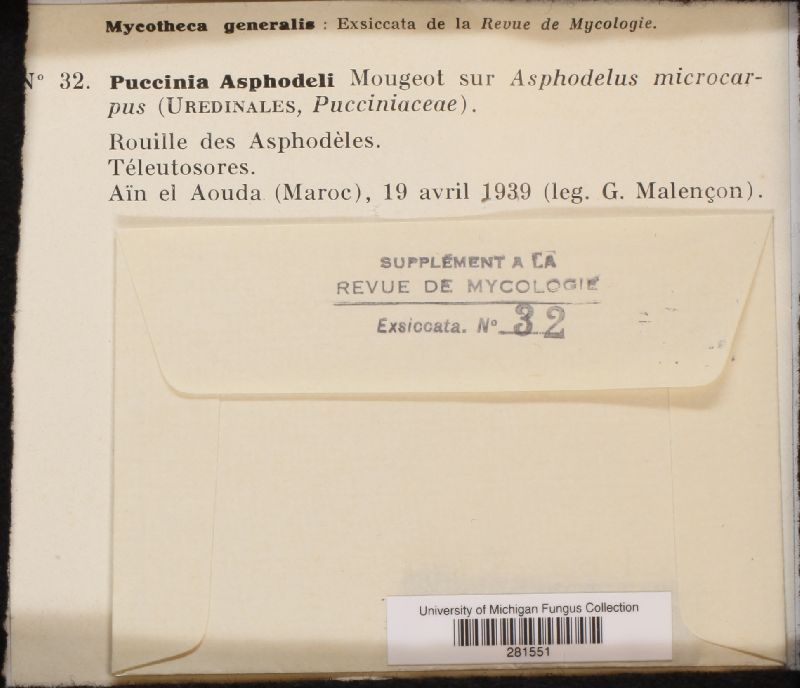 Mycotheca generalis : Exsiccata de la Revue de Mycologie.
N° 32. Puccinia Asphodeli Mougeot sur Asphodelus microcar-
pus (UREDINALES, Pucciniaceae).
Rouille des Asphodèles.
Téleutosores.
Aïn el Aouda (Maroc), 19 avril 1939 (leg. G. Malençon).
SUPPLÉMENT A LA
REVUE DE MYCOLOGIE
Exsiccata. N° 32
University of Michigan Fungus Collection
281551